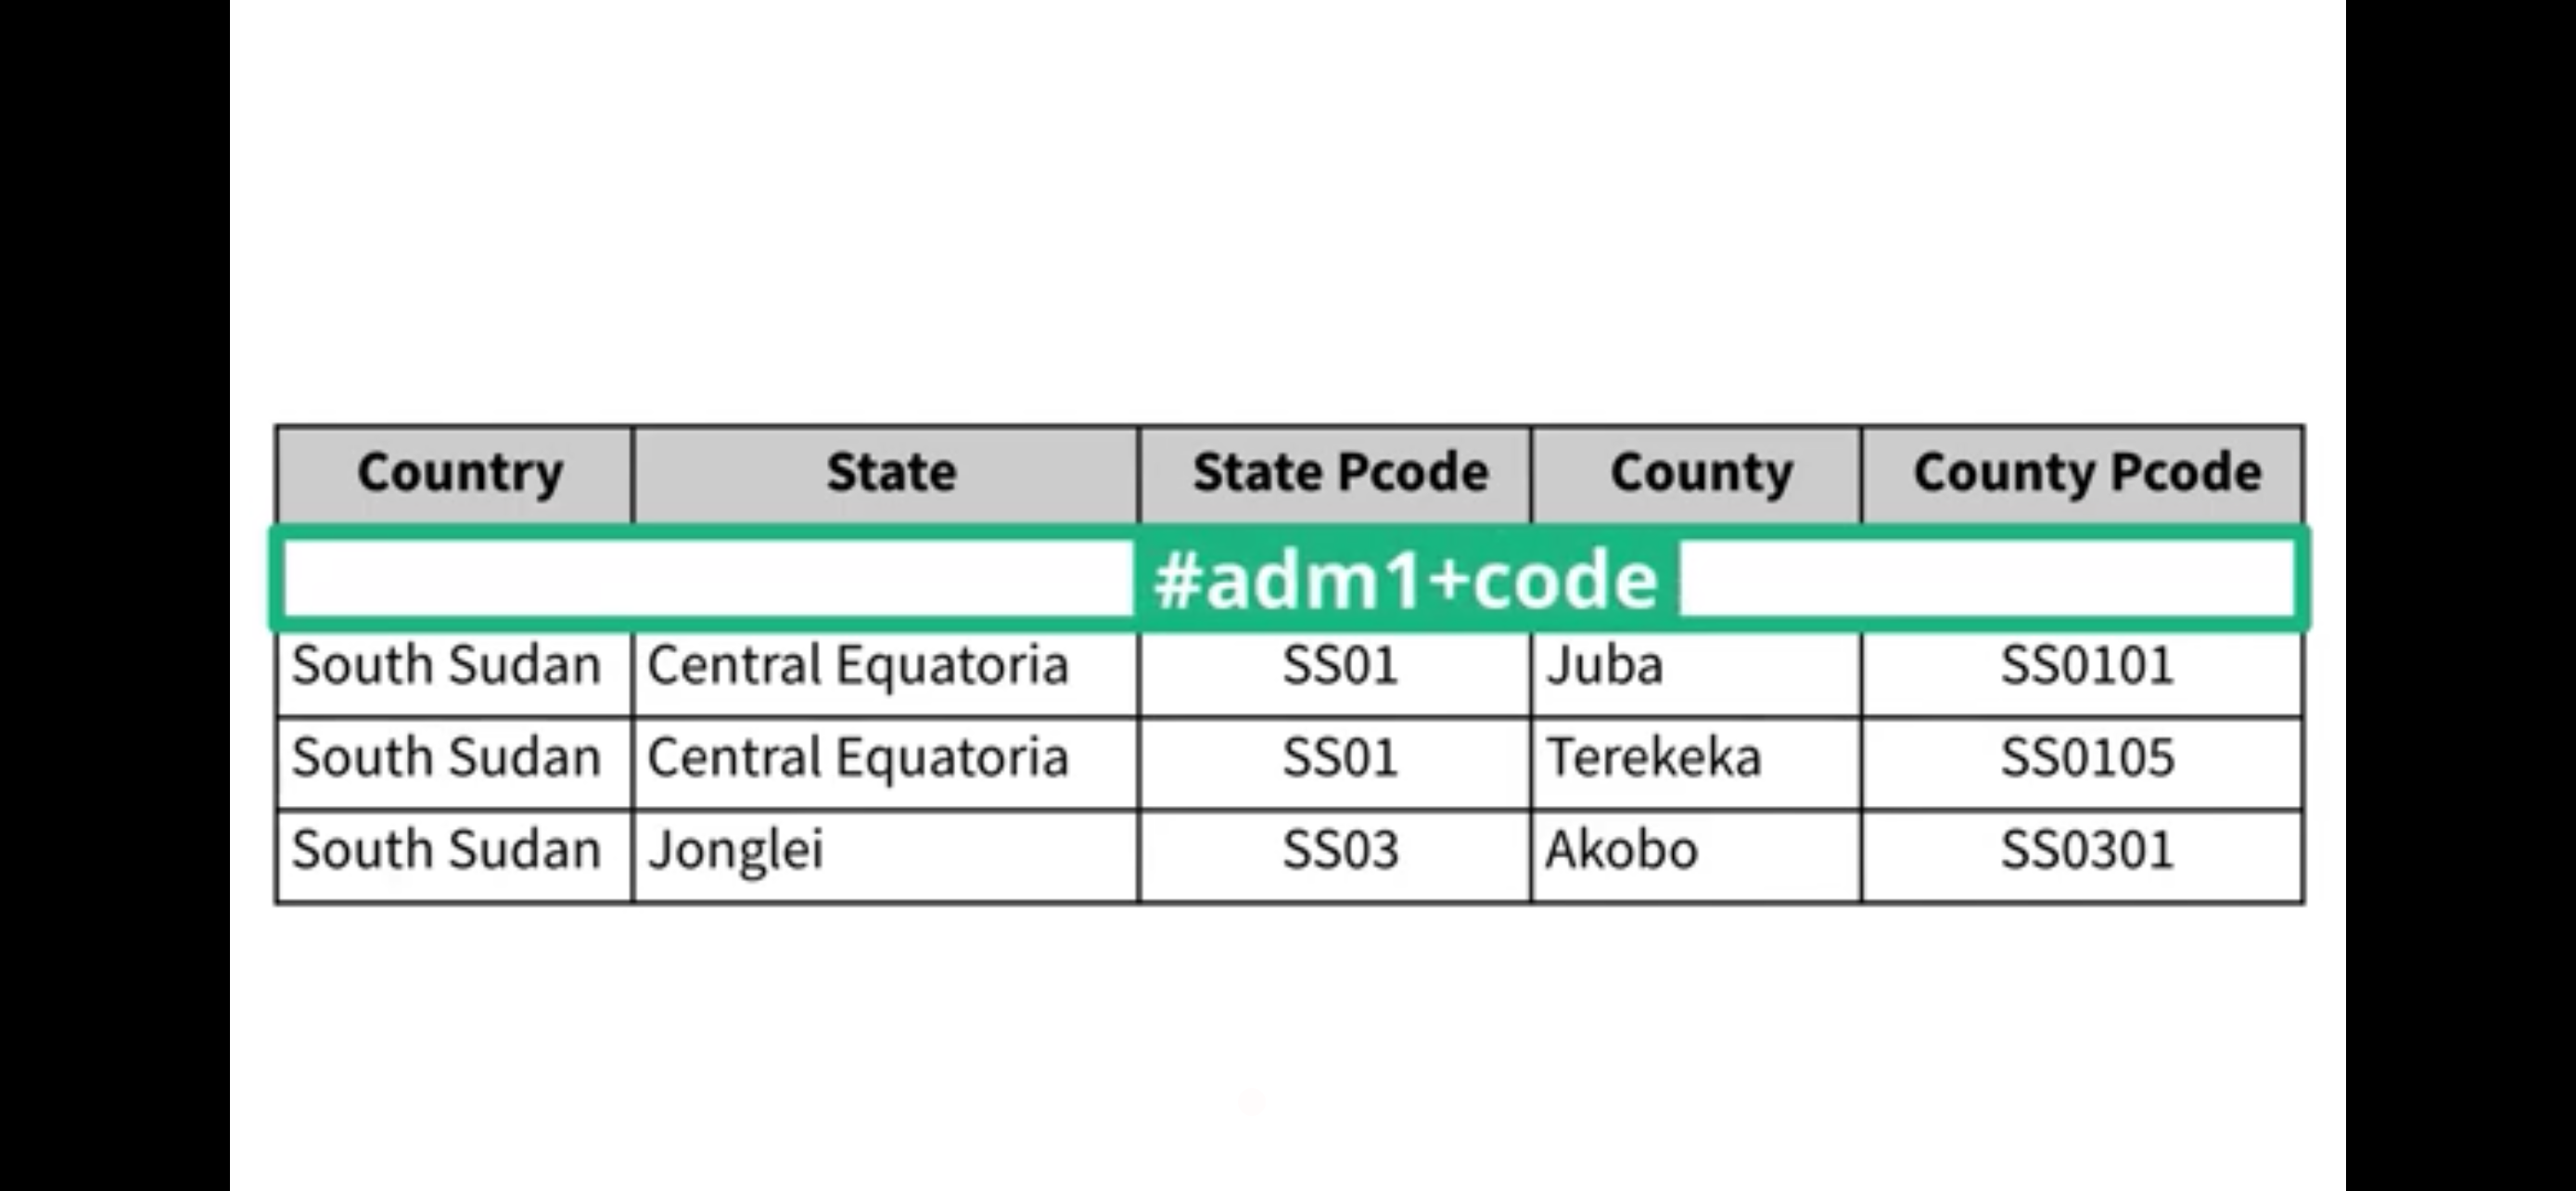 Country State State Pcode County County Pcode
#adm1+code
South Sudan Central Equatoria SS01 Juba SS0101
South Sudan Central Equatoria SS01 Terekeka SS0105
South Sudan Jonglei SS03 Akobo SS0301